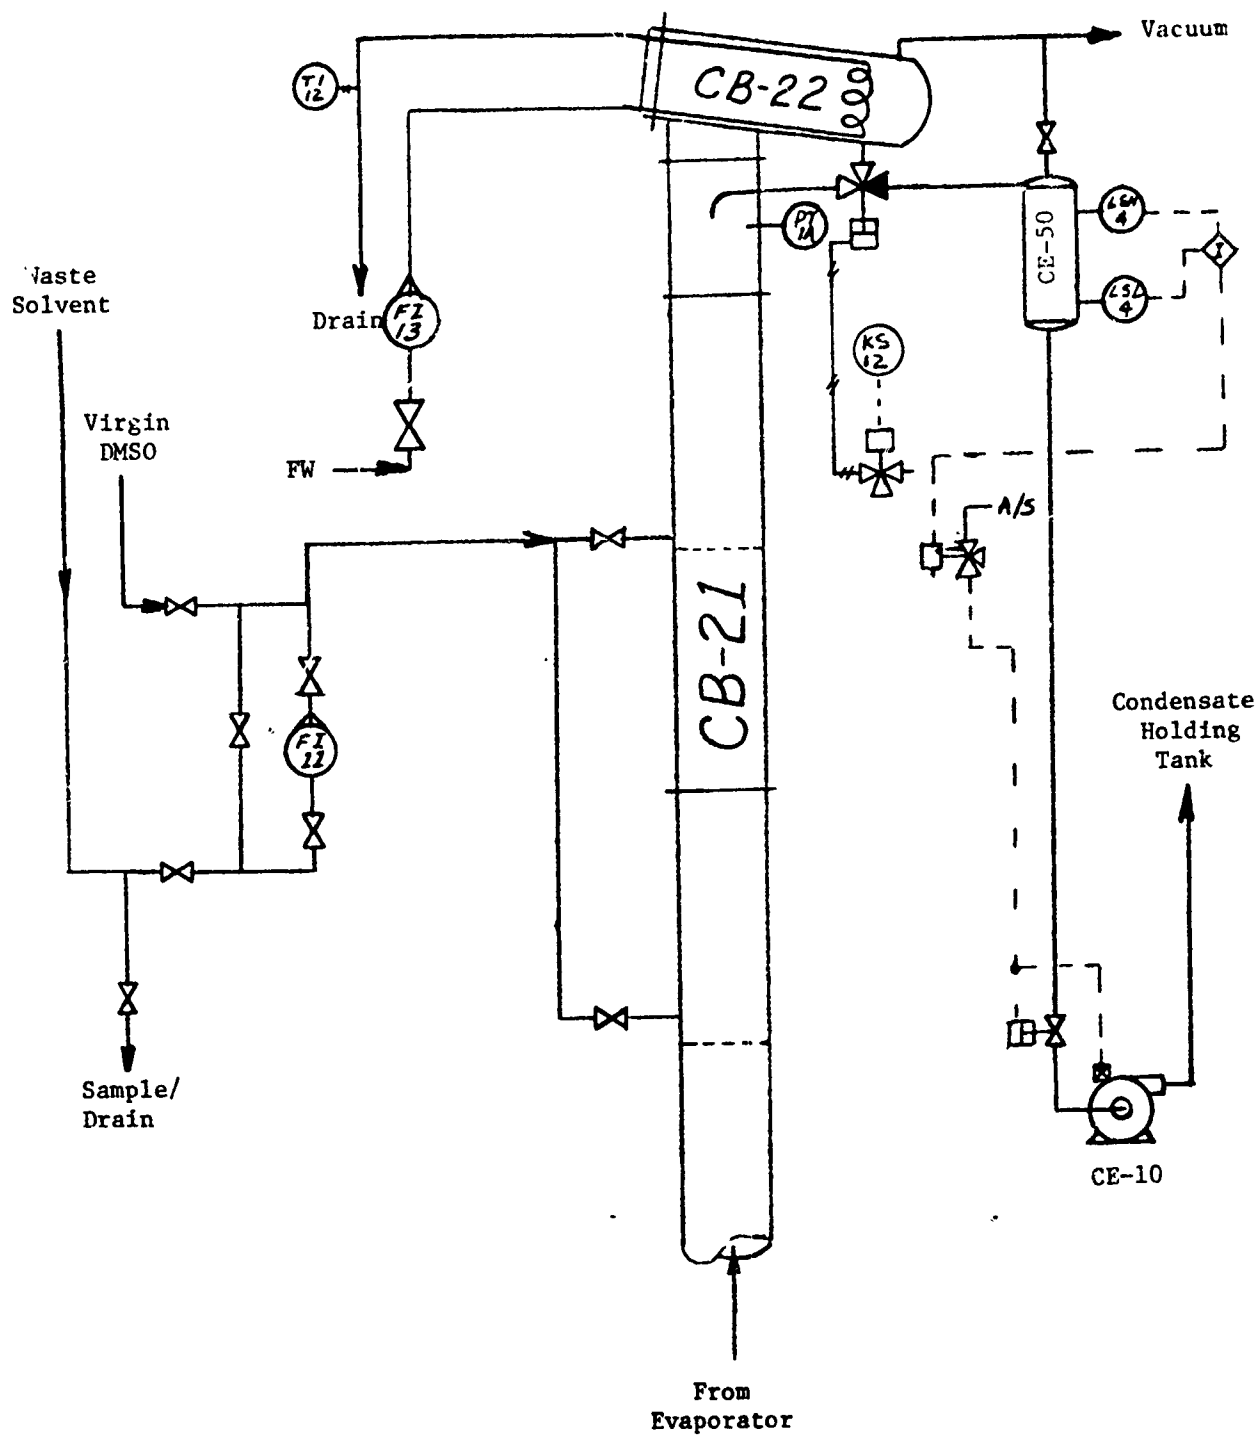 Vacuum
CB-22
TI
12
PT
1A
LSH
4
CE-50
I
LSL
4
Waste
Solvent
Drain
FI
13
KS
12
Virgin
DMSO
FW
A/S
CB-21
FI
11
Condensate
Holding
Tank
Sample/
Drain
CE-10
From
Evaporator